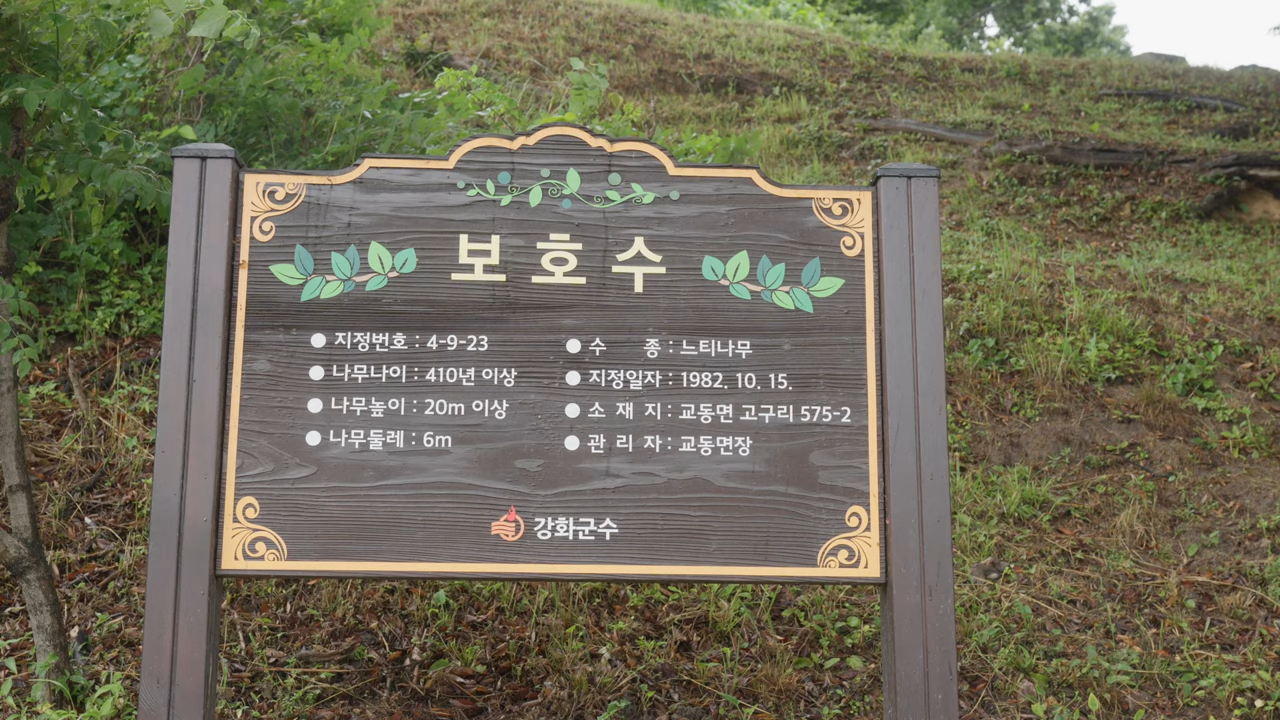 보호수
● 지정번호 : 4-9-23
● 나무나이 : 410년 이상
● 나무높이 : 20m 이상
● 나무둘레 : 6m
● 수 종 : 느티나무
● 지정일자 : 1982. 10. 15.
● 소 재 지 : 교동면 고구리 575-2
● 관 리 자 : 교동면장
강화군수